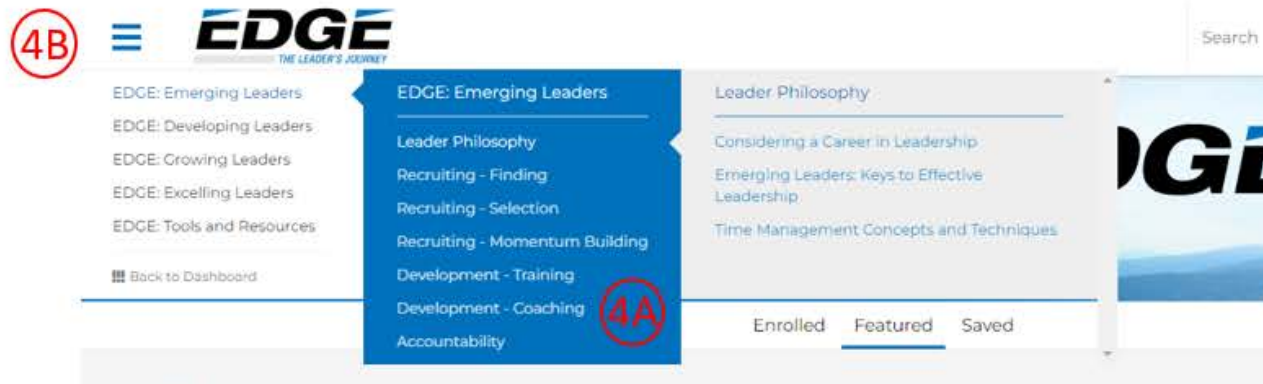 4B
EDGE
THE LEADER'S JOURNEY
Search
EDGE: Emerging Leaders
EDGE: Developing Leaders
EDGE: Growing Leaders
EDGE: Excelling Leaders
EDGE: Tools and Resources
Back to Dashboard
EDGE: Emerging Leaders
Leader Philosophy
Recruiting - Finding
Recruiting - Selection
Recruiting - Momentum Building
Development - Training
Development - Coaching
4A
Accountability
Leader Philosophy
Considering a Career in Leadership
Emerging Leaders: Keys to Effective
Leadership
Time Management Concepts and Techniques
Enrolled Featured Saved